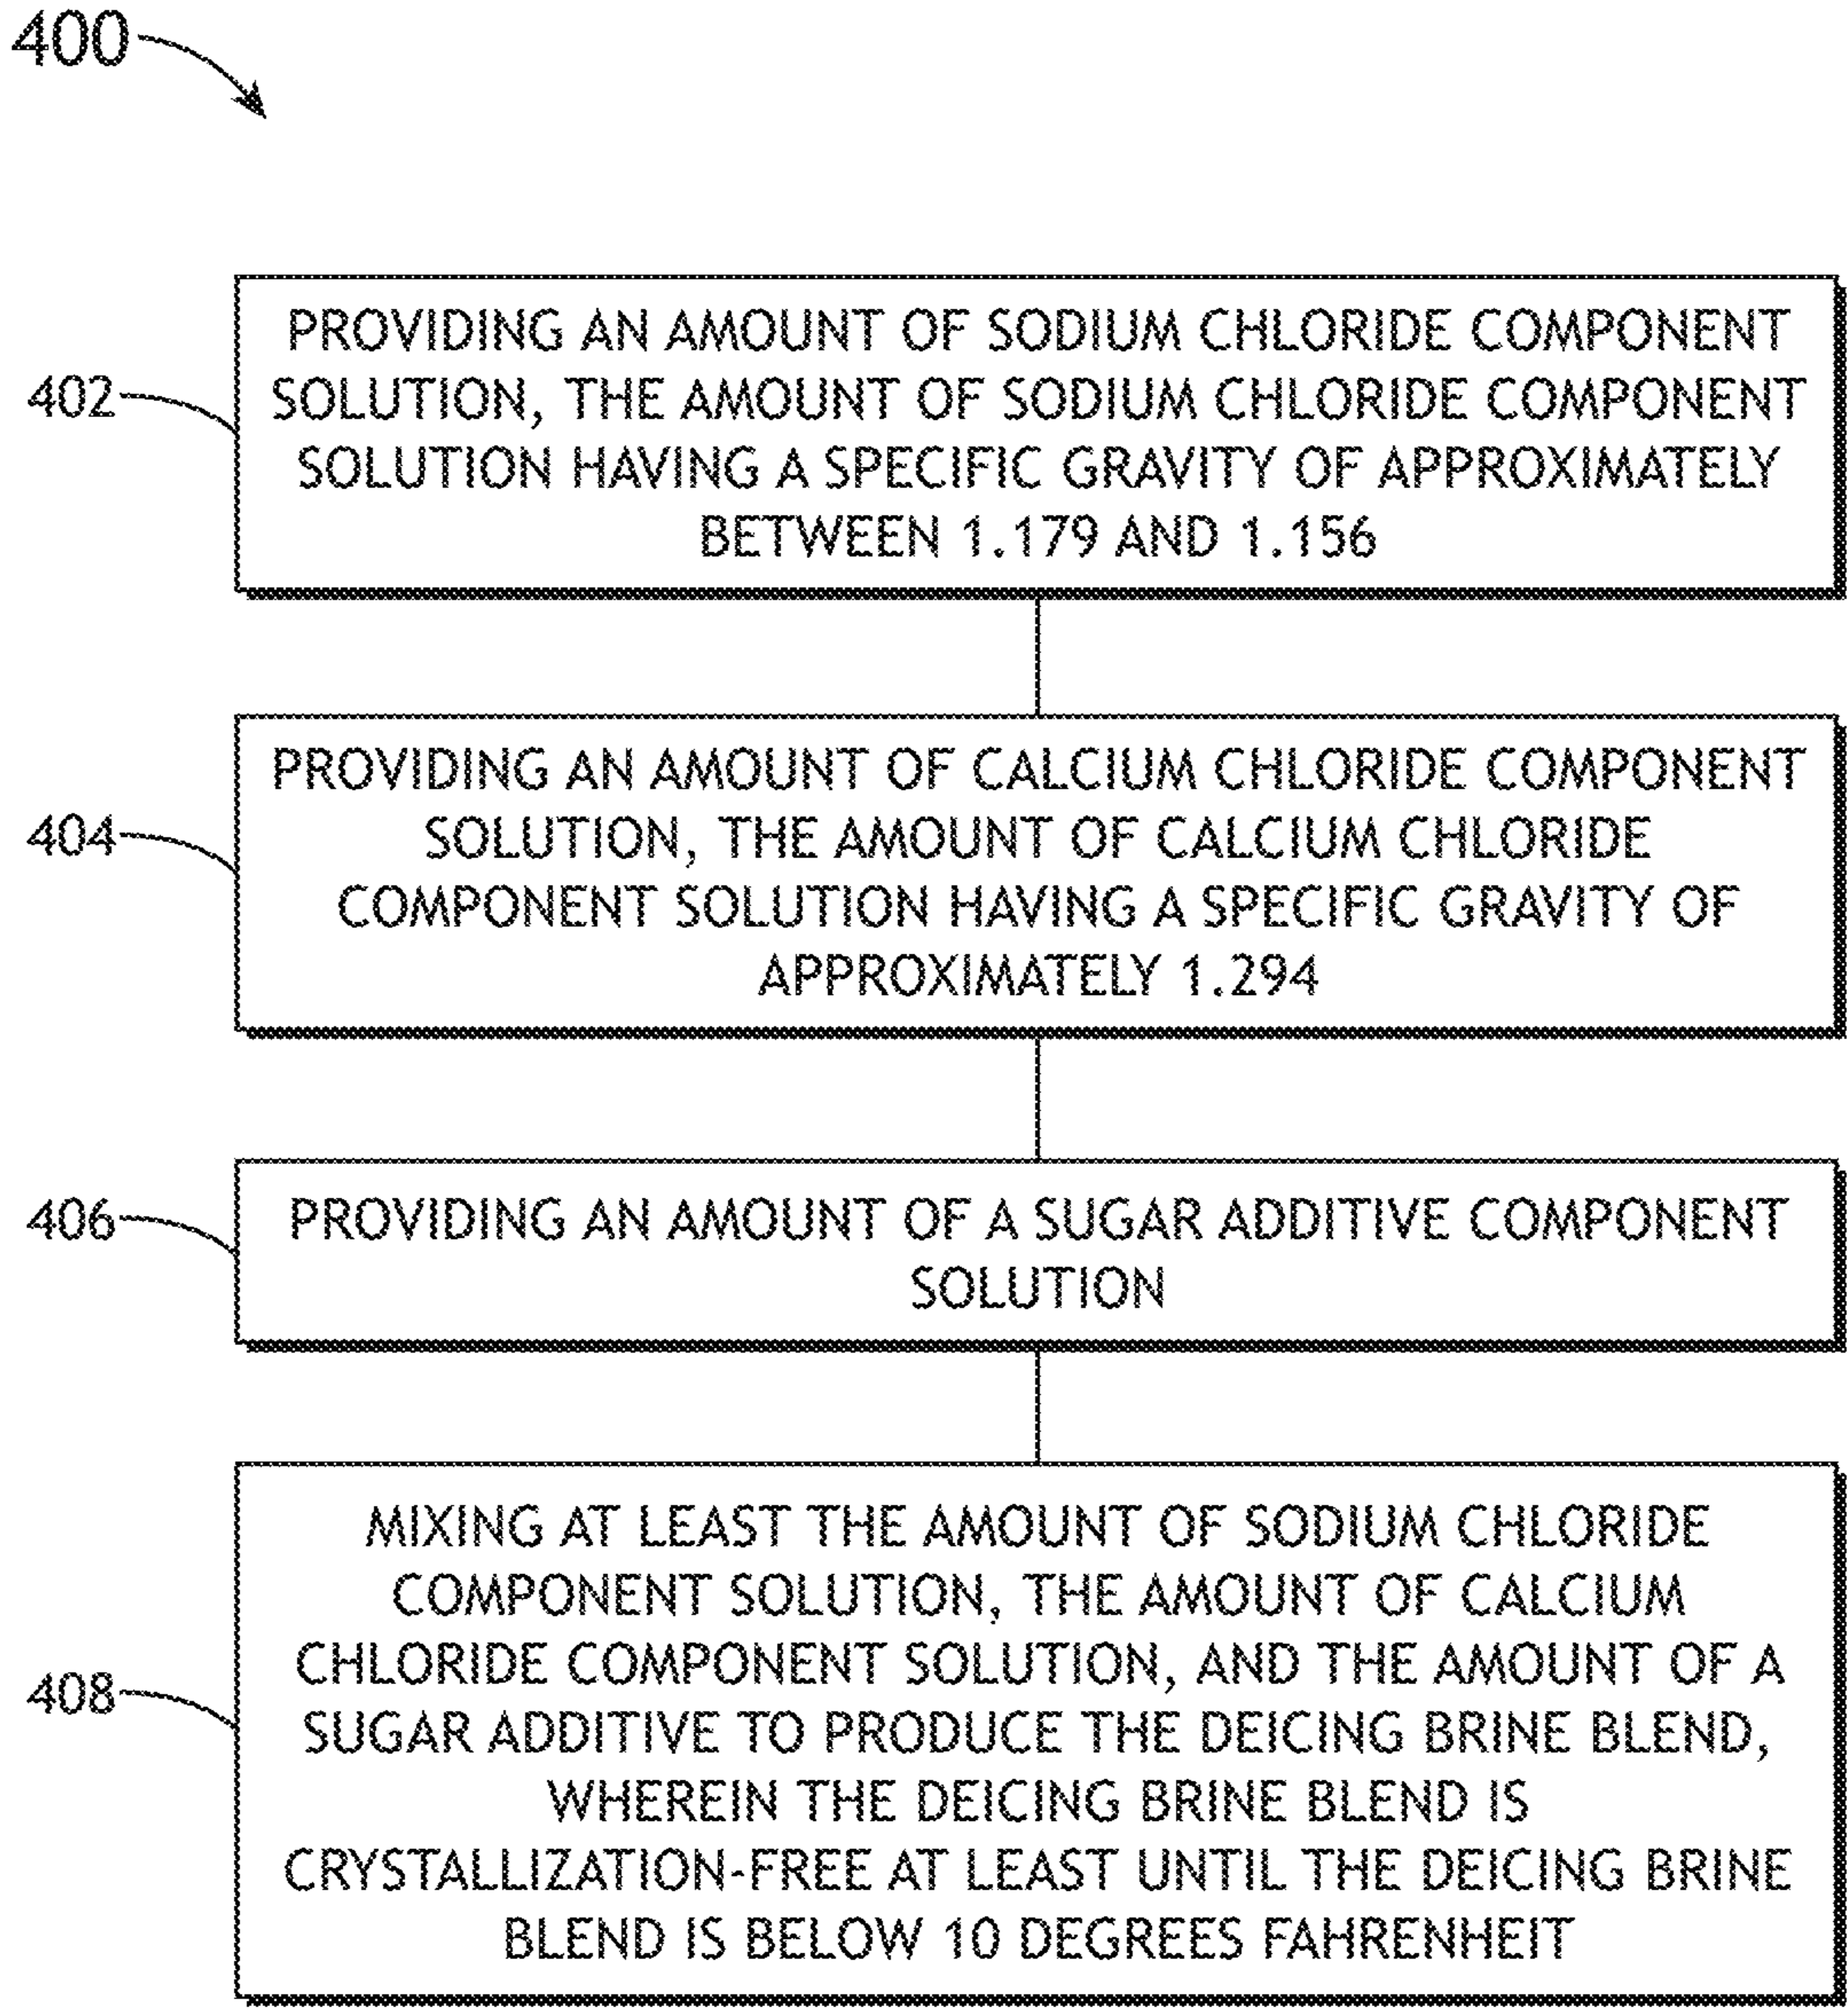 400
402
PROVIDING AN AMOUNT OF SODIUM CHLORIDE COMPONENT
SOLUTION, THE AMOUNT OF SODIUM CHLORIDE COMPONENT
SOLUTION HAVING A SPECIFIC GRAVITY OF APPROXIMATELY
BETWEEN 1.179 AND 1.156
404
PROVIDING AN AMOUNT OF CALCIUM CHLORIDE COMPONENT
SOLUTION, THE AMOUNT OF CALCIUM CHLORIDE
COMPONENT SOLUTION HAVING A SPECIFIC GRAVITY OF
APPROXIMATELY 1.294
406
PROVIDING AN AMOUNT OF A SUGAR ADDITIVE COMPONENT
SOLUTION
408
MIXING AT LEAST THE AMOUNT OF SODIUM CHLORIDE
COMPONENT SOLUTION, THE AMOUNT OF CALCIUM
CHLORIDE COMPONENT SOLUTION, AND THE AMOUNT OF A
SUGAR ADDITIVE TO PRODUCE THE DEICING BRINE BLEND,
WHEREIN THE DEICING BRINE BLEND IS
CRYSTALLIZATION-FREE AT LEAST UNTIL THE DEICING BRINE
BLEND IS BELOW 10 DEGREES FAHRENHEIT